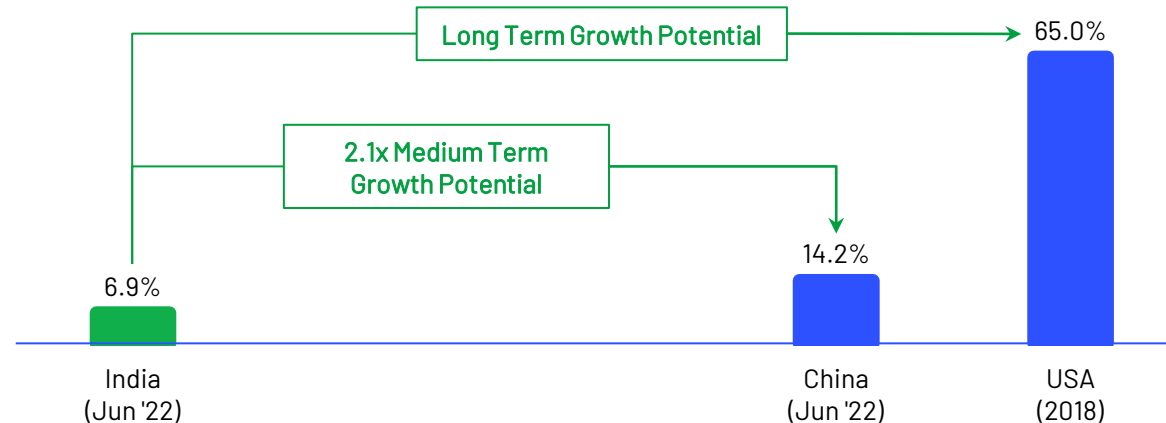 Long Term Growth Potential
65.0%
2.1x Medium Term
Growth Potential
14.2%
6.9%
India
(Jun '22)
China
(Jun '22)
USA
(2018)